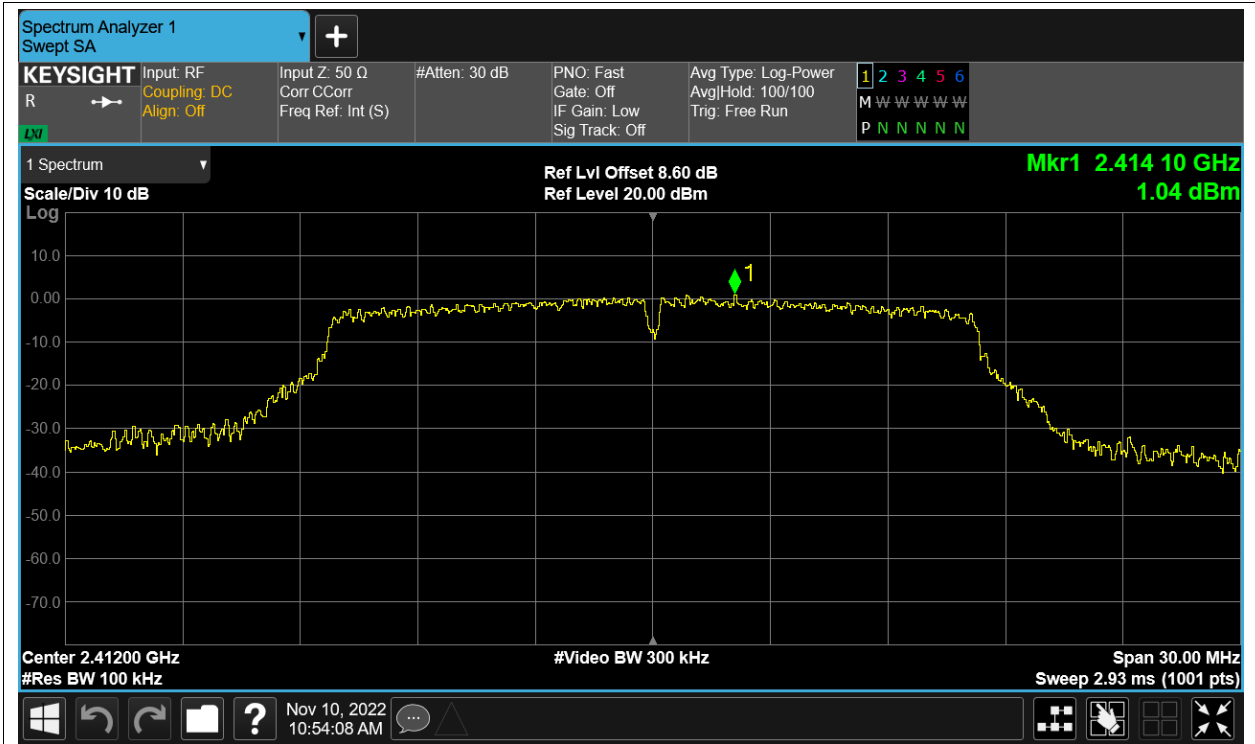 Spectrum Analyzer 1
Swept SA
KEYSIGHT
R
LXI
Input: RF
Coupling: DC
Align: Off
Input Z: 50 Ω
Corr CCorr
Freq Ref: Int (S)
#Atten: 30 dB
PNO: Fast
Gate: Off
IF Gain: Low
Sig Track: Off
Avg Type: Log-Power
Avg|Hold: 100/100
Trig: Free Run
1 2 3 4 5 6
M W W W W W
P N N N N N
1 Spectrum
Scale/Div 10 dB
Ref Lvl Offset 8.60 dB
Ref Level 20.00 dBm
Mkr1 2.414 10 GHz
1.04 dBm
Log
10.0
0.00
-10.0
-20.0
-30.0
-40.0
-50.0
-60.0
-70.0
1
Center 2.41200 GHz
#Res BW 100 kHz
#Video BW 300 kHz
Span 30.00 MHz
Sweep 2.93 ms (1001 pts)
?
Nov 10, 2022
10:54:08 AM